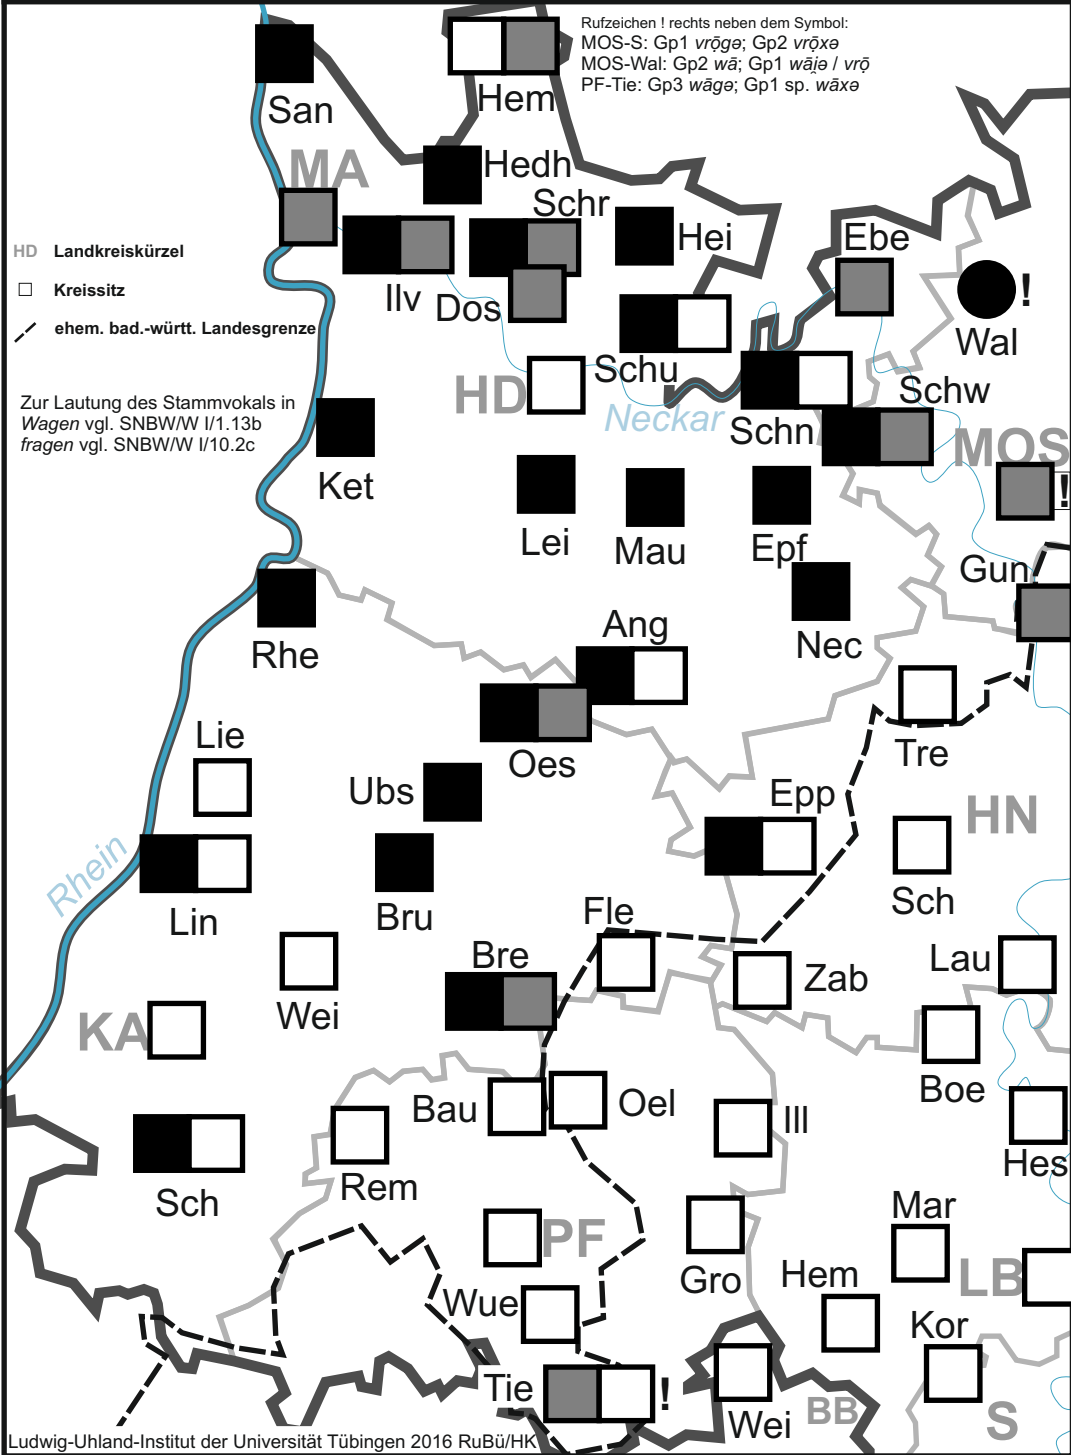 Rufzeichen ! rechts neben dem Symbol:
MOS-S: Gp1 vrọ̄gə; Gp2 vrọ̄xə
MOS-Wal: Gp2 wā; Gp1 wāi̯ə / vrọ̄
PF-Tie: Gp3 wāgə; Gp1 sp. wāxə
San
Hem
MA
Hedh
Schr
Hei
Ebe
HD Landkreiskürzel
Kreissitz
ehem. bad.-württ. Landesgrenze
Ilv
Dos
Wal
!
Schu
HD
Neckar
Schn
Schw
Zur Lautung des Stammvokals in
Wagen vgl. SNBW/W I/1.13b
fragen vgl. SNBW/W I/10.2c
MOS
!
Ket
Lei
Mau
Epf
Gun
Rhe
Ang
Nec
Lie
Oes
Tre
Ubs
Epp
HN
Rhein
Lin
Bru
Sch
Fle
Bre
Zab
Lau
Wei
KA
Boe
Bau
Oel
Ill
Hes
Sch
Rem
Mar
PF
Gro
Hem
LB
Wue
Kor
Tie
!
Wei
BB
S
Ludwig-Uhland-Institut der Universität Tübingen 2016 RuBü/HK